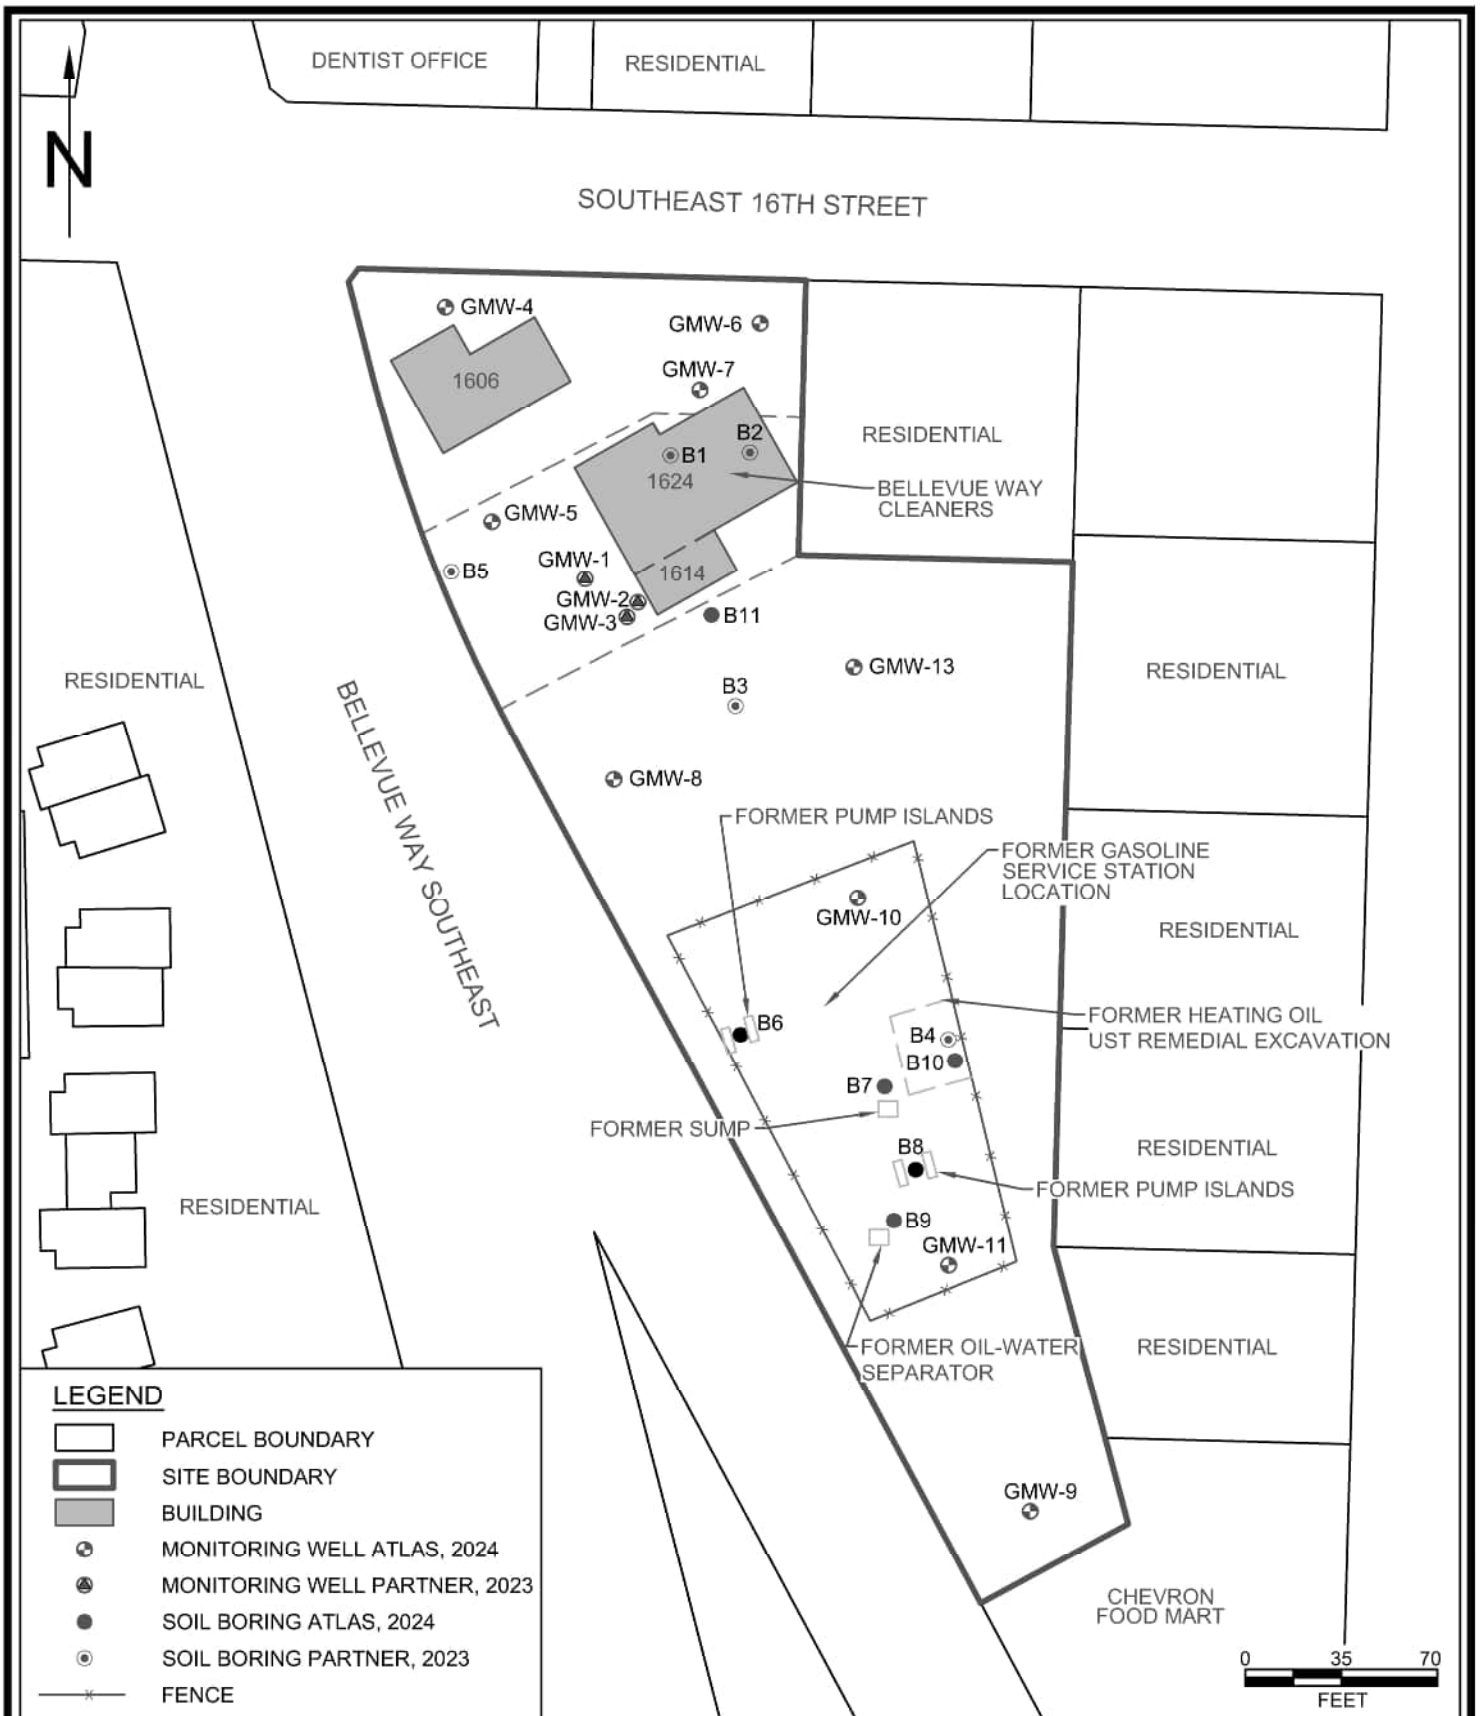 DENTIST OFFICE
RESIDENTIAL
N
SOUTHEAST 16TH STREET
GMW-4
GMW-6
GMW-7
1606
RESIDENTIAL
B2
B1
1624
BELLEVUE WAY
CLEANERS
GMW-5
GMW-1
B5
1614
GMW-2
GMW-3
B11
GMW-13
RESIDENTIAL
RESIDENTIAL
B3
BELLEVUE WAY SOUTHEAST
GMW-8
FORMER PUMP ISLANDS
FORMER GASOLINE
SERVICE STATION
LOCATION
GMW-10
RESIDENTIAL
B6
FORMER HEATING OIL
UST REMEDIAL EXCAVATION
B4
B10
B7
FORMER SUMP
B8
RESIDENTIAL
FORMER PUMP ISLANDS
RESIDENTIAL
B9
GMW-11
FORMER OIL-WATER
SEPARATOR
RESIDENTIAL
GMW-9
CHEVRON
FOOD MART
LEGEND
PARCEL BOUNDARY
SITE BOUNDARY
BUILDING
MONITORING WELL ATLAS, 2024
MONITORING WELL PARTNER, 2023
SOIL BORING ATLAS, 2024
SOIL BORING PARTNER, 2023
FENCE
0 35 70
FEET